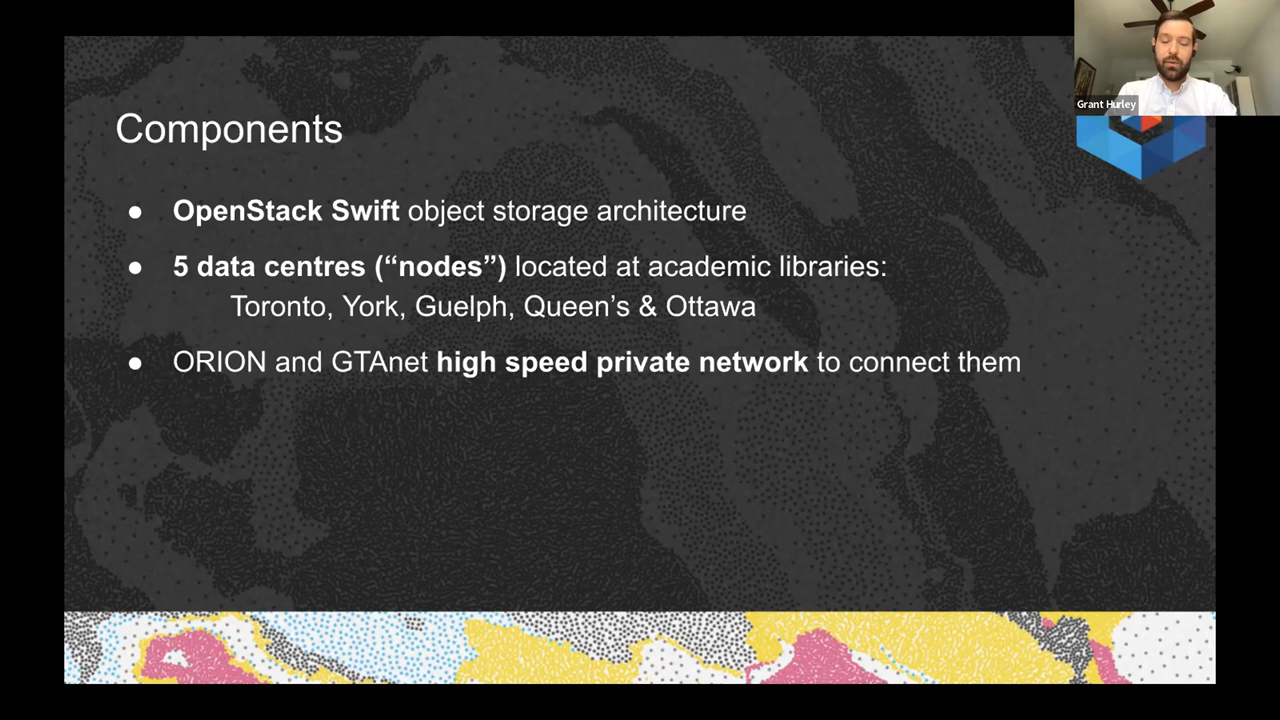 Grant Hurley
Components
● OpenStack Swift object storage architecture
● 5 data centres (“nodes”) located at academic libraries:
Toronto, York, Guelph, Queen’s & Ottawa
● ORION and GTAnet high speed private network to connect them